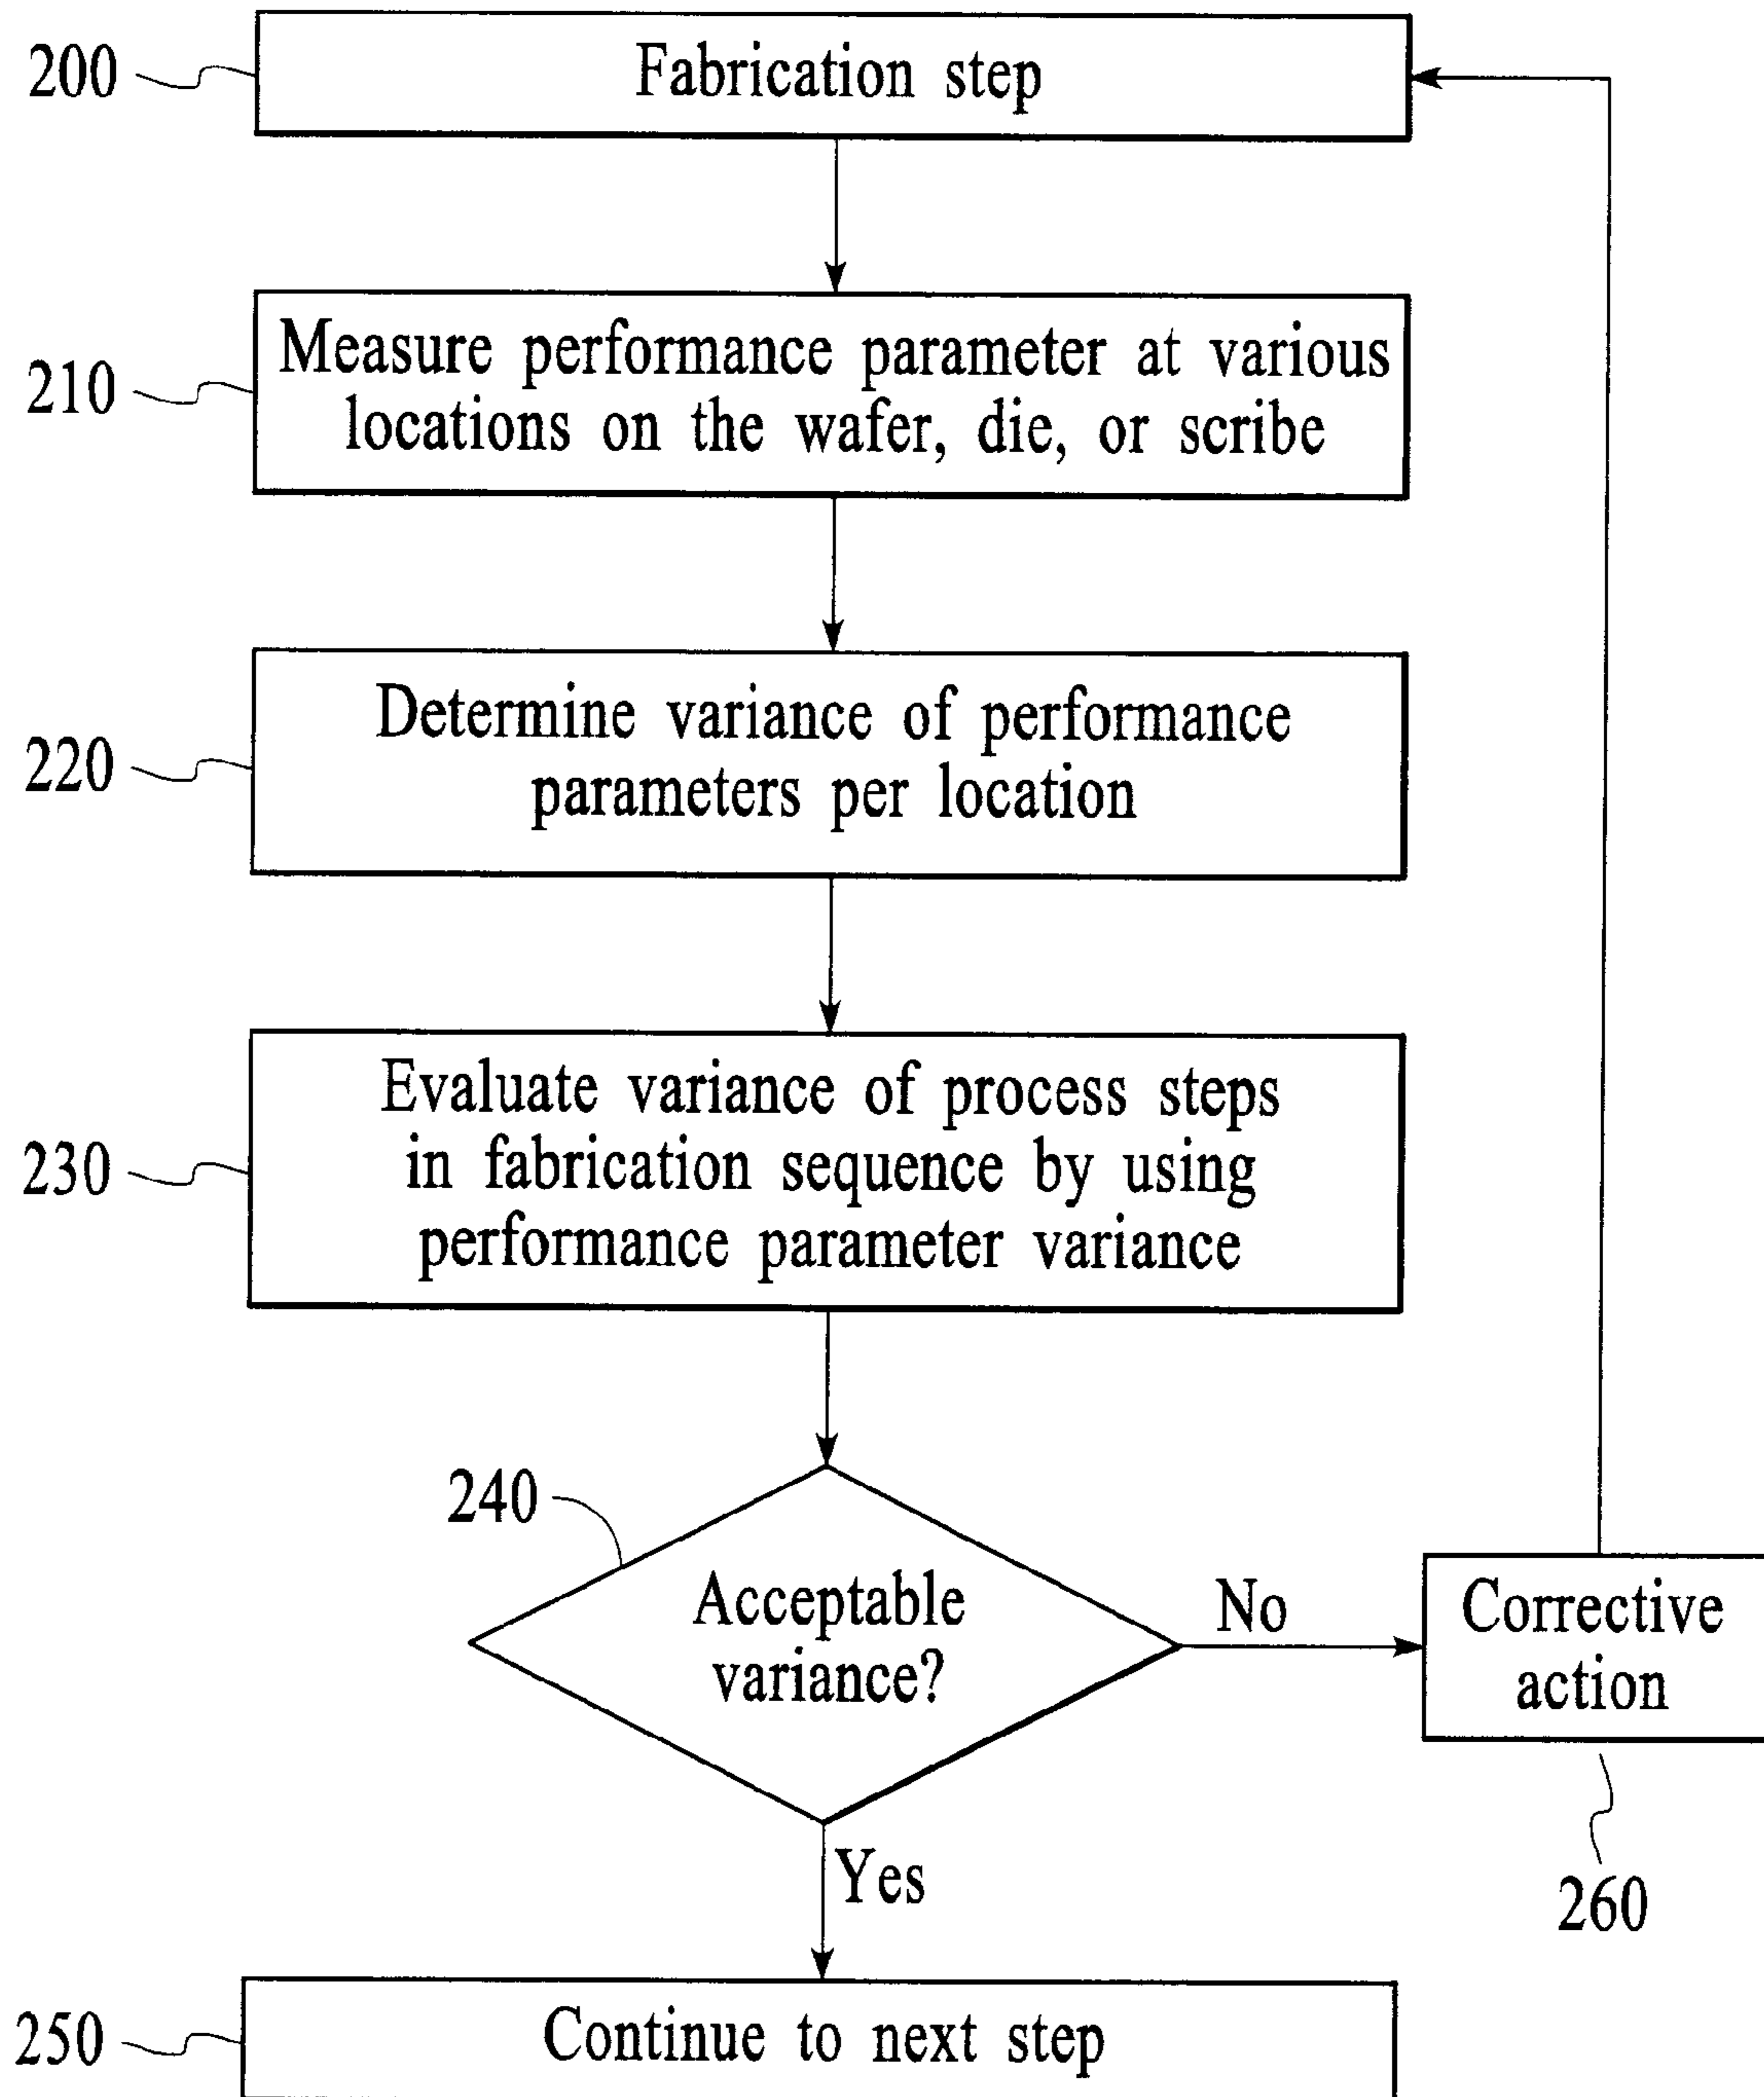 200
Fabrication step
210
Measure performance parameter at various
locations on the wafer, die, or scribe
220
Determine variance of performance
parameters per location
230
Evaluate variance of process steps
in fabrication sequence by using
performance parameter variance
240
Acceptable
variance?
No
Corrective
action
260
Yes
250
Continue to next step